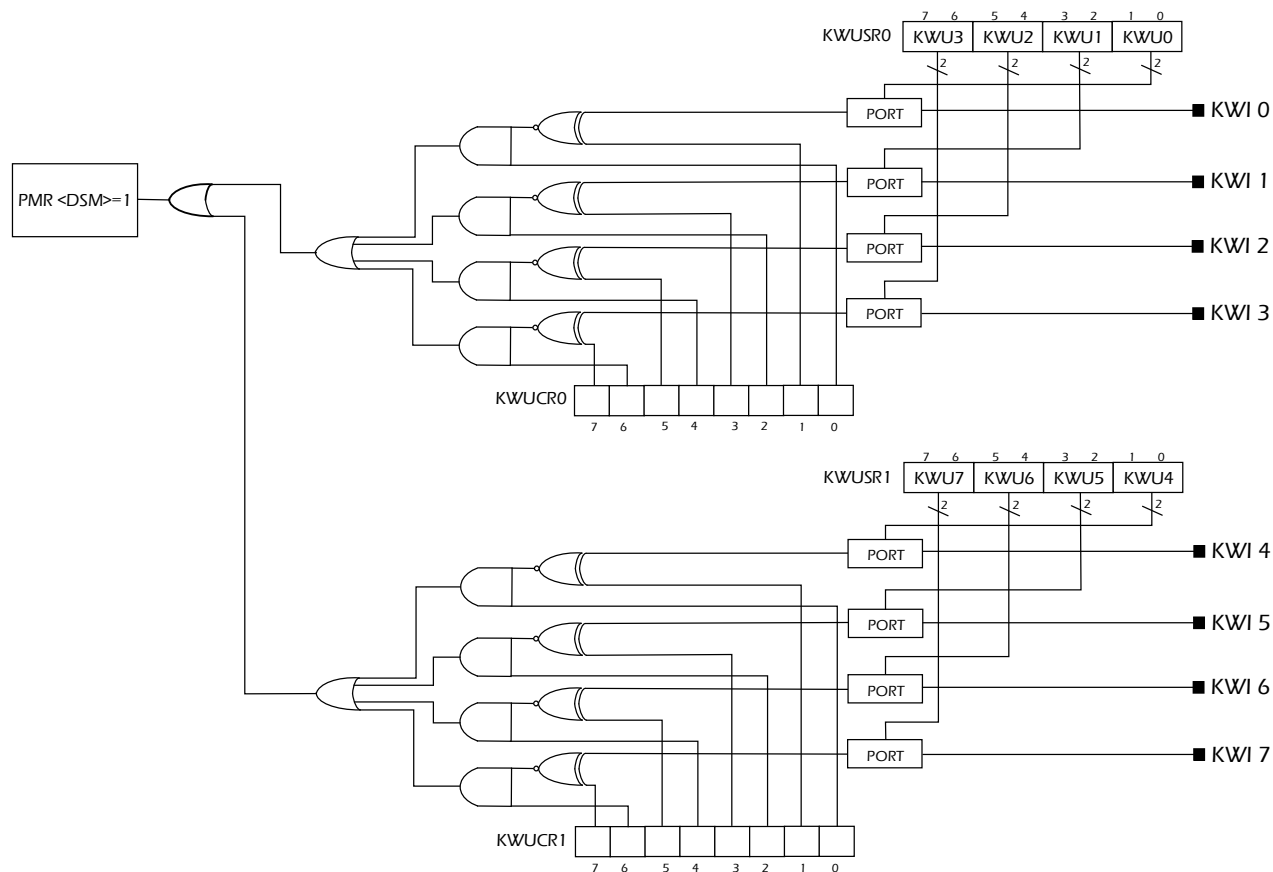 7 6 5 4 3 2 1 0
KWUSR0 KWU3 KWU2 KWU1 KWU0
2 2 2 2
PORT KWI 0
PORT KWI 1
PMR <DSM>=1
PORT KWI 2
PORT KWI 3
KWUCR0
7 6 5 4 3 2 1 0
7 6 5 4 3 2 1 0
KWUSR1 KWU7 KWU6 KWU5 KWU4
2 2 2 2
PORT KWI 4
PORT KWI 5
PORT KWI 6
PORT KWI 7
KWUCR1
7 6 5 4 3 2 1 0